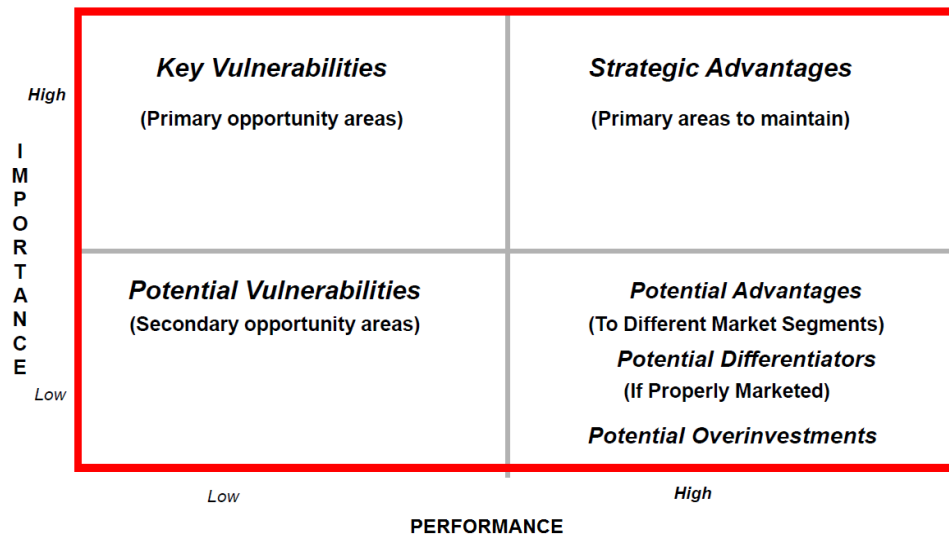 Key Vulnerabilities
(Primary opportunity areas)
Strategic Advantages
(Primary areas to maintain)
High
IMPORTANCE
Potential Vulnerabilities
(Secondary opportunity areas)
Potential Advantages
(To Different Market Segments)
Potential Differentiators
(If Properly Marketed)
Potential Overinvestments
Low
Low
High
PERFORMANCE